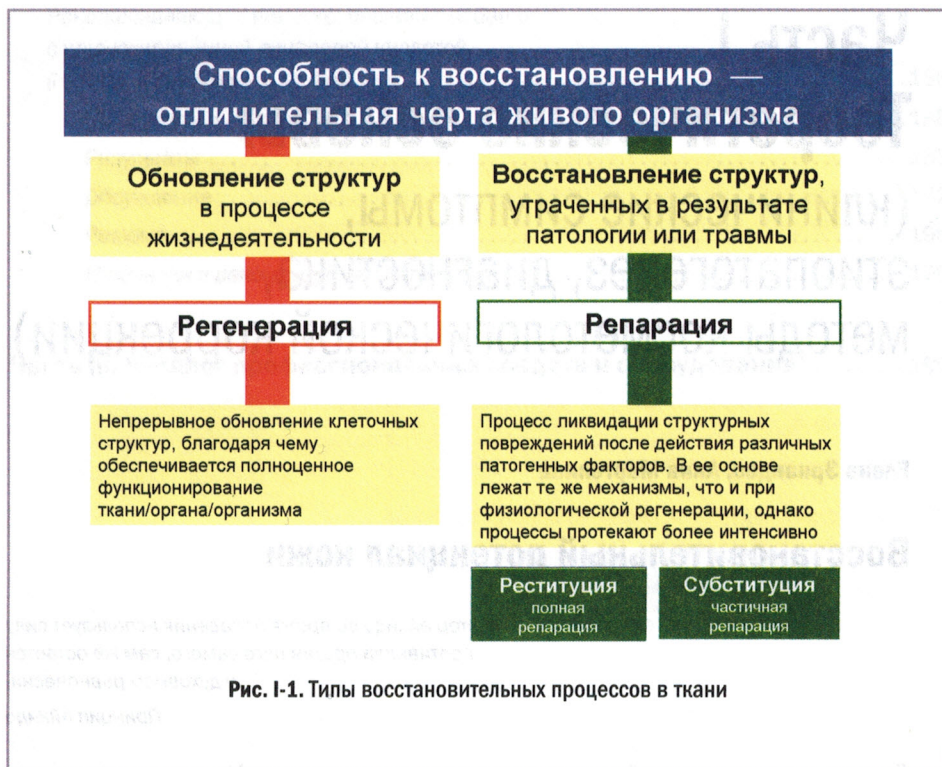 Способность к восстановлению —
отличительная черта живого организма
Обновление структур
в процессе
жизнедеятельности
Восстановление структур,
утраченных в результате
патологии или травмы
Регенерация
Репарация
Непрерывное обновление клеточных
структур, благодаря чему
обеспечивается полноценное
функционирование
ткани/органа/организма
Процесс ликвидации структурных
повреждений после действия различных
патогенных факторов. В ее основе
лежат те же механизмы, что и при
физиологической регенерации, однако
процессы протекают более интенсивно
Реституция
полная
репарация
Субституция
частичная
репарация
Рис. I-1. Типы восстановительных процессов в ткани